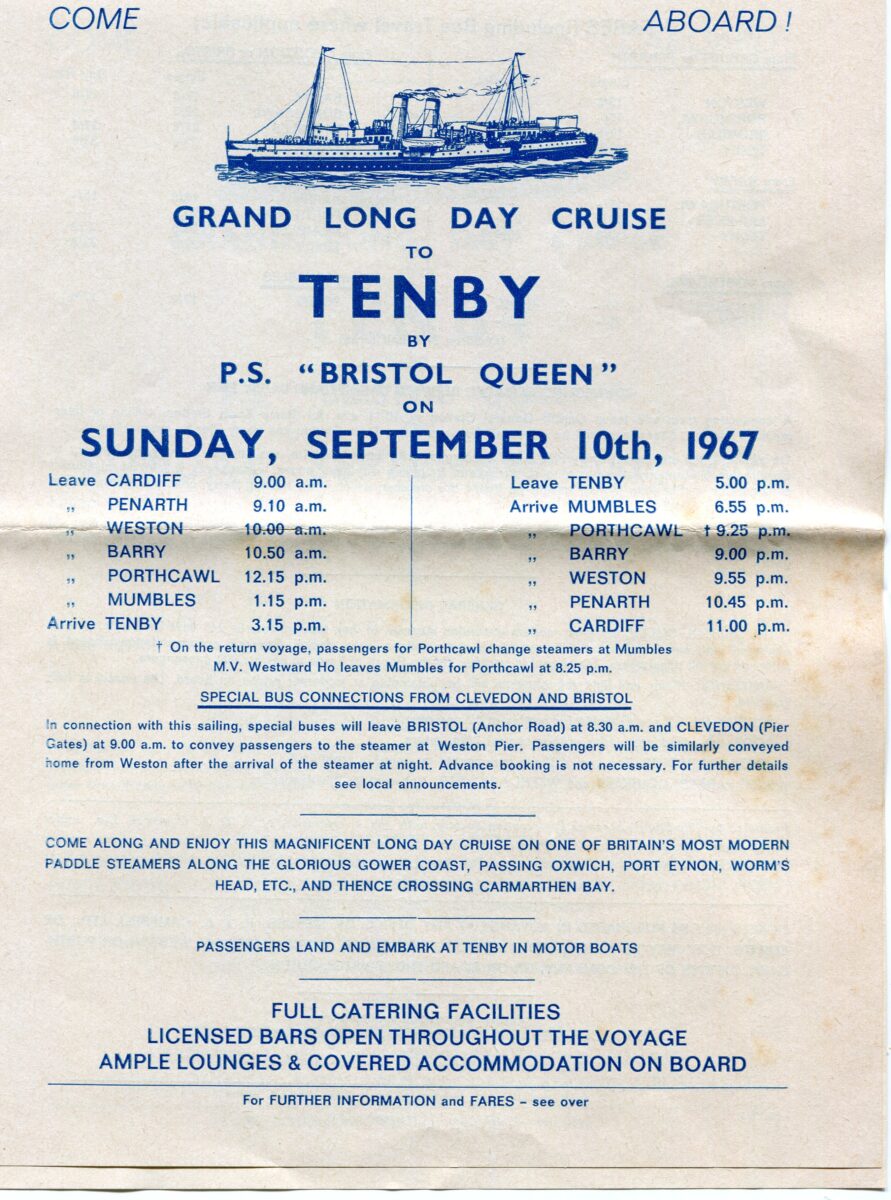 COME ABOARD !
GRAND LONG DAY CRUISE
TO
TENBY
BY
P.S. “BRISTOL QUEEN”
ON
SUNDAY, SEPTEMBER 10th, 1967
Leave CARDIFF 9.00 a.m.
„ PENARTH 9.10 a.m.
„ WESTON 10.00 a.m.
„ BARRY 10.50 a.m.
„ PORTHCAWL 12.15 p.m.
„ MUMBLES 1.15 p.m.
Arrive TENBY 3.15 p.m.
Leave TENBY 5.00 p.m.
Arrive MUMBLES 6.55 p.m.
„ PORTHCAWL † 9.25 p.m.
„ BARRY 9.00 p.m.
„ WESTON 9.55 p.m.
„ PENARTH 10.45 p.m.
„ CARDIFF 11.00 p.m.
† On the return voyage, passengers for Porthcawl change steamers at Mumbles
M.V. Westward Ho leaves Mumbles for Porthcawl at 8.25 p.m.
SPECIAL BUS CONNECTIONS FROM CLEVEDON AND BRISTOL
In connection with this sailing, special buses will leave BRISTOL (Anchor Road) at 8.30 a.m. and CLEVEDON (Pier
Gates) at 9.00 a.m. to convey passengers to the steamer at Weston Pier. Passengers will be similarly conveyed
home from Weston after the arrival of the steamer at night. Advance booking is not necessary. For further details
see local announcements.
COME ALONG AND ENJOY THIS MAGNIFICENT LONG DAY CRUISE ON ONE OF BRITAIN'S MOST MODERN
PADDLE STEAMERS ALONG THE GLORIOUS GOWER COAST, PASSING OXWICH, PORT EYNON, WORM'S
HEAD, ETC., AND THENCE CROSSING CARMARTHEN BAY.
PASSENGERS LAND AND EMBARK AT TENBY IN MOTOR BOATS
FULL CATERING FACILITIES
LICENSED BARS OPEN THROUGHOUT THE VOYAGE
AMPLE LOUNGES & COVERED ACCOMMODATION ON BOARD
For FURTHER INFORMATION and FARES – see over